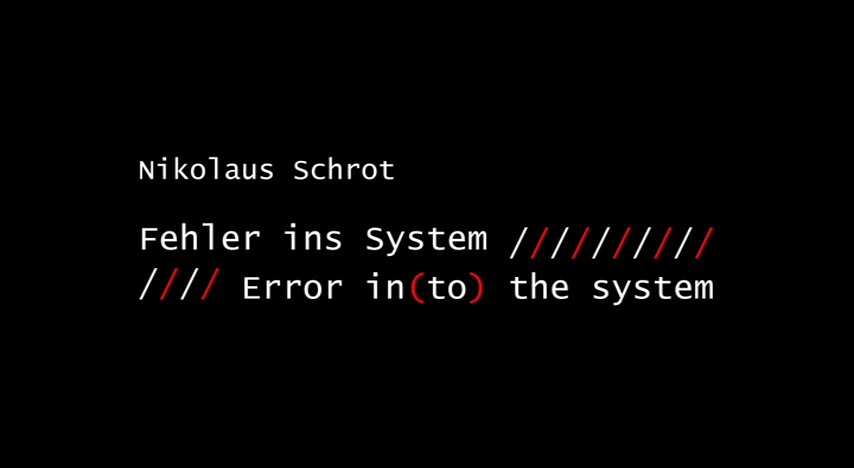 Nikolaus Schrot
Fehler ins System //////////
//// Error in(to) the system